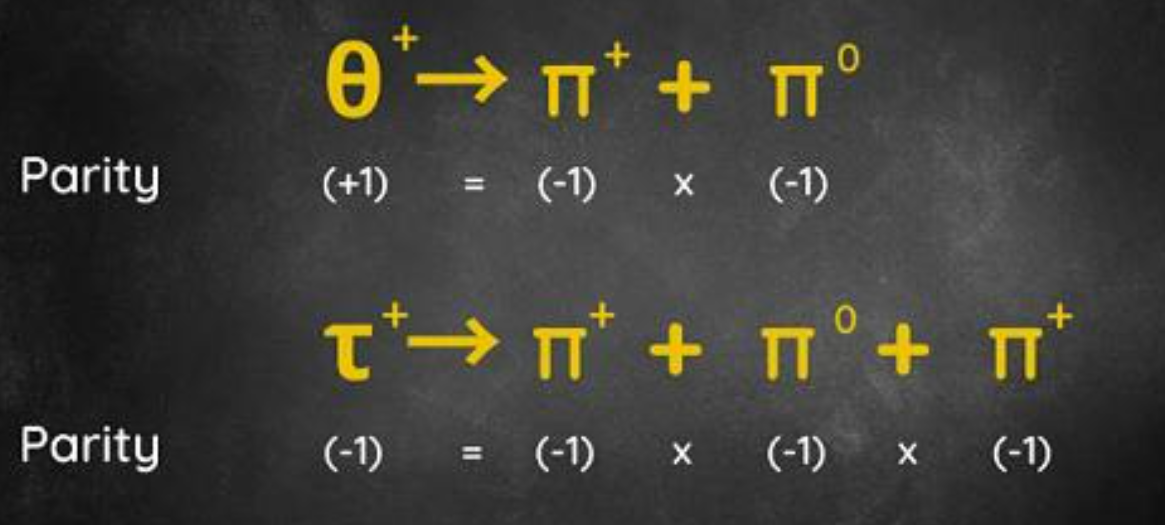 θ⁺ → π⁺ + π⁰
Parity (+1) = (-1) x (-1)
τ⁺ → π⁺ + π⁰ + π⁺
Parity (-1) = (-1) x (-1) x (-1)